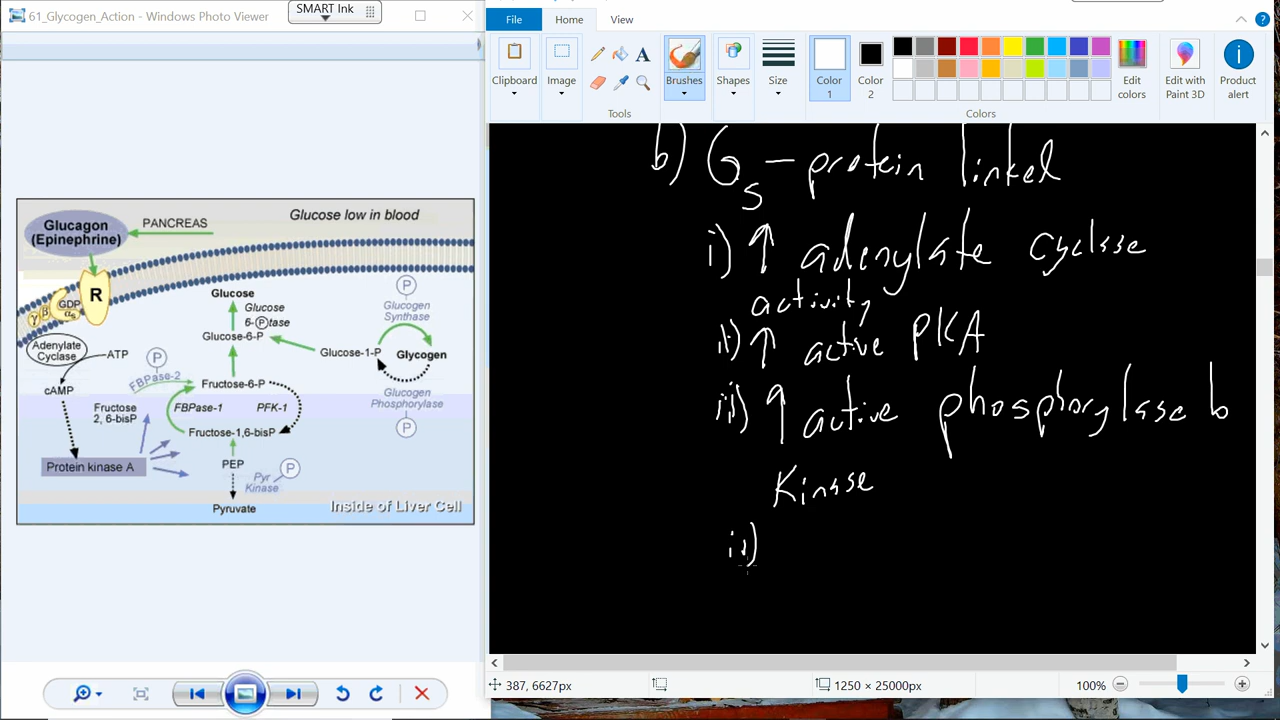 61_Glycogen_Action - Windows Photo Viewer
SMART Ink
File
Home
View
Clipboard
Image
Tools
Brushes
Shapes
Size
Color
1
Color
2
Edit
colors
Edit with
Paint 3D
Product
alert
Colors
Glucose low in blood
Glucagon
(Epinephrine)
PANCREAS
R
GDP
γ β αs
Adenylate
Cyclase
ATP
cAMP
Protein kinase A
P
FBPase-2
Fructose
2, 6-bisP
Glucose
Glucose
6-Ptase
Glucose-6-P
Fructose-6-P
FBPase-1
PFK-1
Fructose-1,6-bisP
PEP
Pyr
Kinase
P
Pyruvate
Glucose-1-P
P
Glucogen
Synthase
Glycogen
Glucogen
Phosphorylase
P
Inside of Liver Cell
b) Gs - protein linked
i) ↑ adenylate cyclase
activity
ii) ↑ active PKA
iii) ↑ active phosphorylase b
Kinase
iv)
387, 6627px
1250 × 25000px
100%